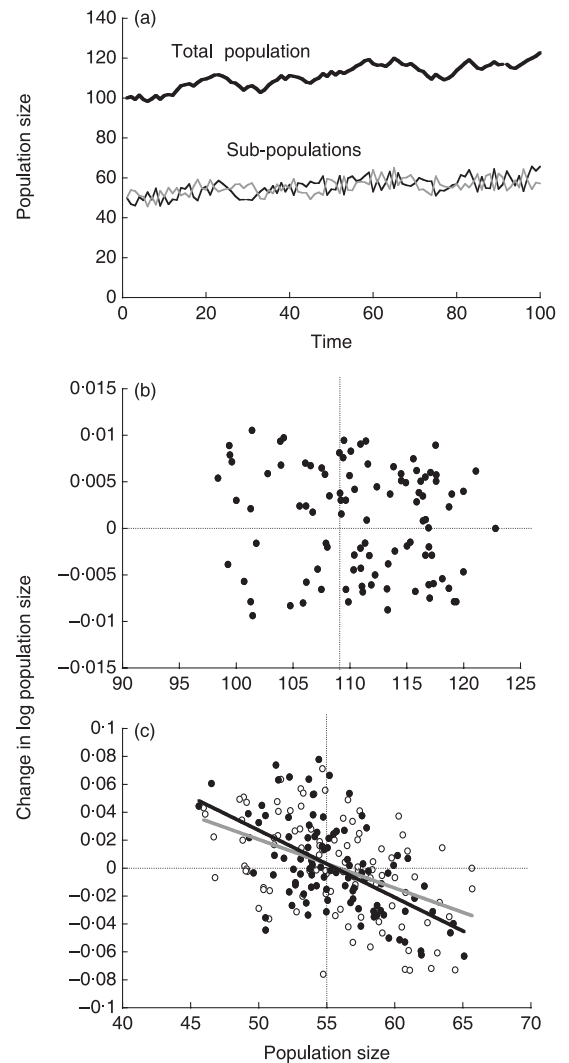 (a)
140
120
100
80
60
40
20
0
Total population
Sub-populations
Population size
0 20 40 60 80 100
Time
(b)
0·015
0·01
0·005
0
−0·005
−0·01
−0·015
90 95 100 105 110 115 120 125
Change in log population size
(c)
0·1
0·08
0·06
0·04
0·02
0
−0·02
−0·04
−0·06
−0·08
−0·1
40 45 50 55 60 65 70
Population size